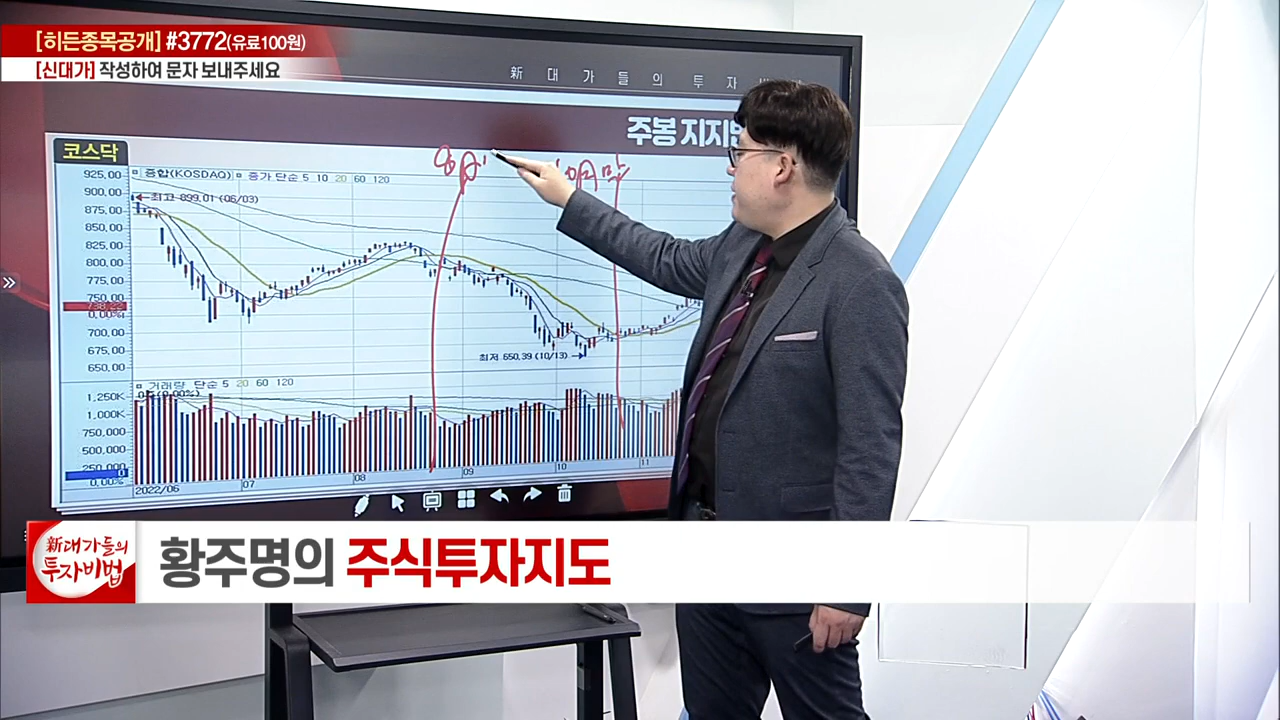 [히든종목공개] #3772(유료100원)
[신대가] 작성하여 문자 보내주세요
新 대 가 들 의 투 자
주봉 지지
코스닥
종합(KOSDAQ) 종가 단순 5 10 20 60 120
925,00
900,00
최고 899,01 (06/03)
875,00
850,00
825,00
800,00
775,00
750,00
738,22
0,00%
700,00
675,00
650,00
최저 650,39 (10/13)
거래량 단순 5 20 60 120
1,250K
1,000K
750,000
500,000
250,000
0,00%
2022/06 07 08 09 10 11
新대가들의
투자비법
황주명의 주식투자지도